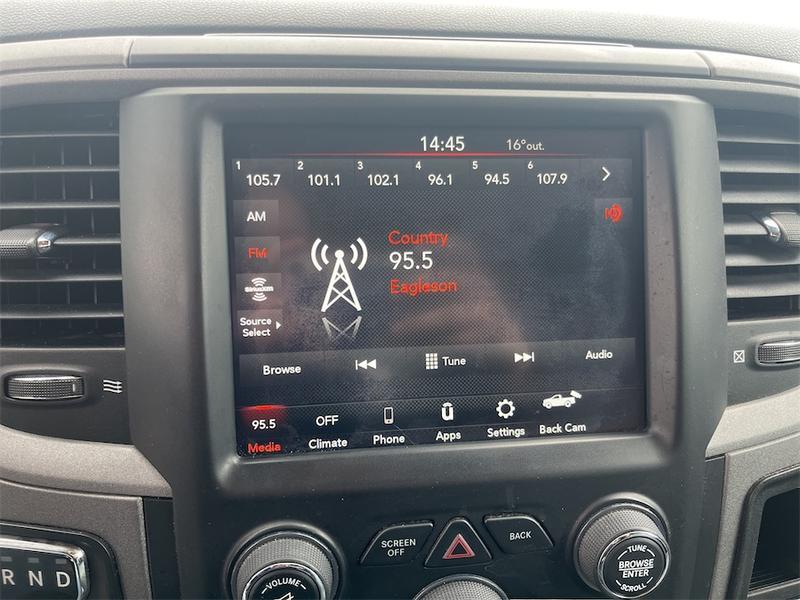 14:45 16°out.
1 2 3 4 5 6
105.7 101.1 102.1 96.1 94.5 107.9
AM
FM
Country
95.5
Eagleson
SiriusXM
Source
Select
Browse Tune Audio
95.5 OFF
Media Climate Phone Apps Settings Back Cam
SCREEN
OFF
BACK
TUNE
BROWSE
ENTER
SCROLL
VOLUME
R N D